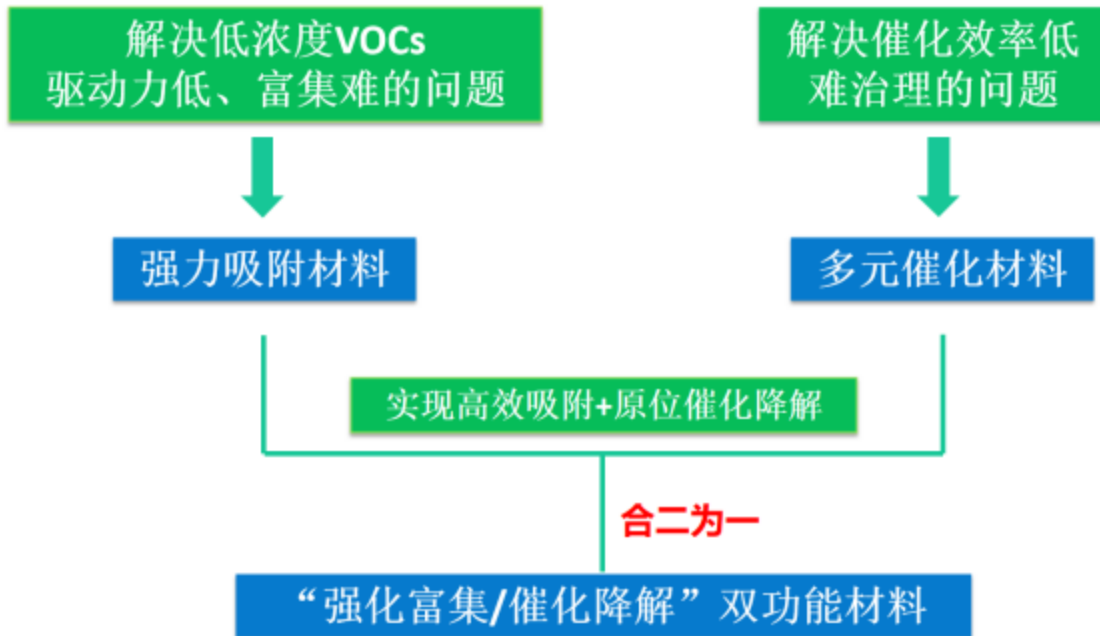 解决低浓度VOCs
驱动力低、富集难的问题
解决催化效率低
难治理的问题
强力吸附材料
多元催化材料
实现高效吸附+原位催化降解
合二为一
“强化富集/催化降解”双功能材料